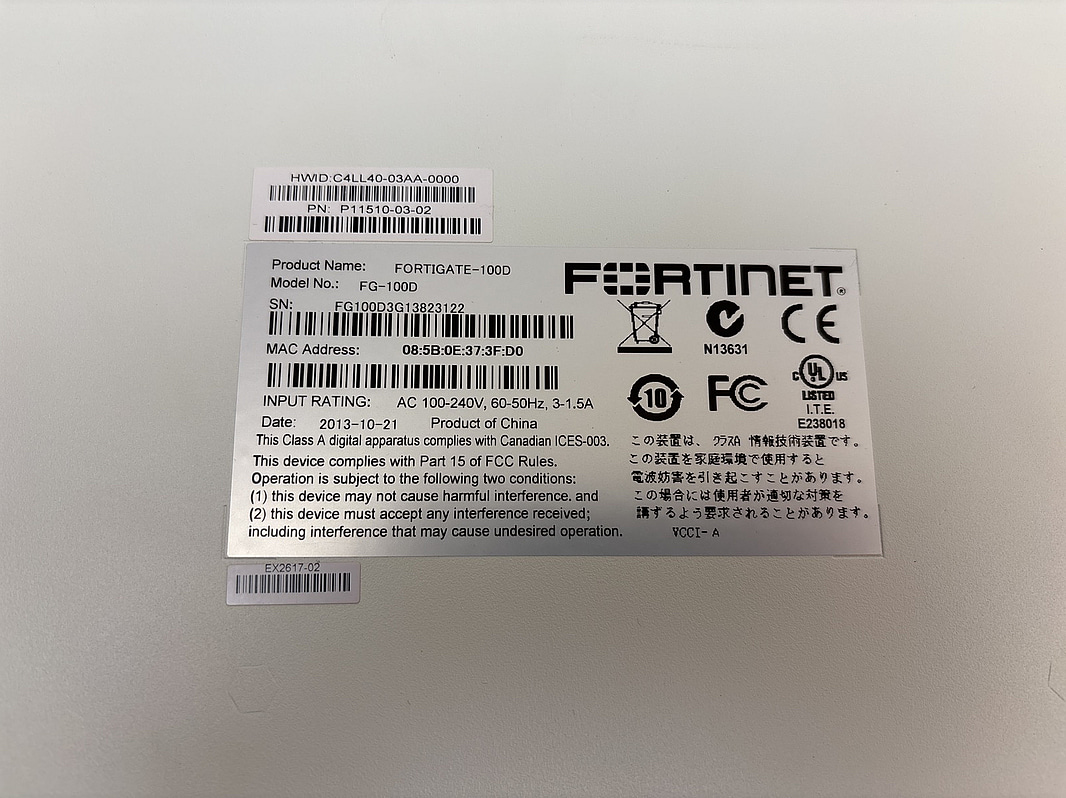 HWID:C4LL40-03AA-0000
PN: P11510-03-02
Product Name: FORTIGATE-100D
FORTINET®
Model No.: FG-100D
SN: FG100D3G13823122
N13631
MAC Address: 08:5B:0E:37:3F:D0
10
FC
C UL US
LISTED
I.T.E.
E238018
INPUT RATING: AC 100-240V, 60-50Hz, 3-1.5A
Date: 2013-10-21 Product of China
This Class A digital apparatus complies with Canadian ICES-003.
This device complies with Part 15 of FCC Rules.
Operation is subject to the following two conditions:
(1) this device may not cause harmful interference. and
(2) this device must accept any interference received;
including interference that may cause undesired operation.
この装置は、クラスA 情報技術装置です。
この装置を家庭環境で使用すると
電波妨害を引き起こすことがあります。
この場合には使用者が適切な対策を
講ずるよう要求されることがあります。
VCCI-A
EX2617-02